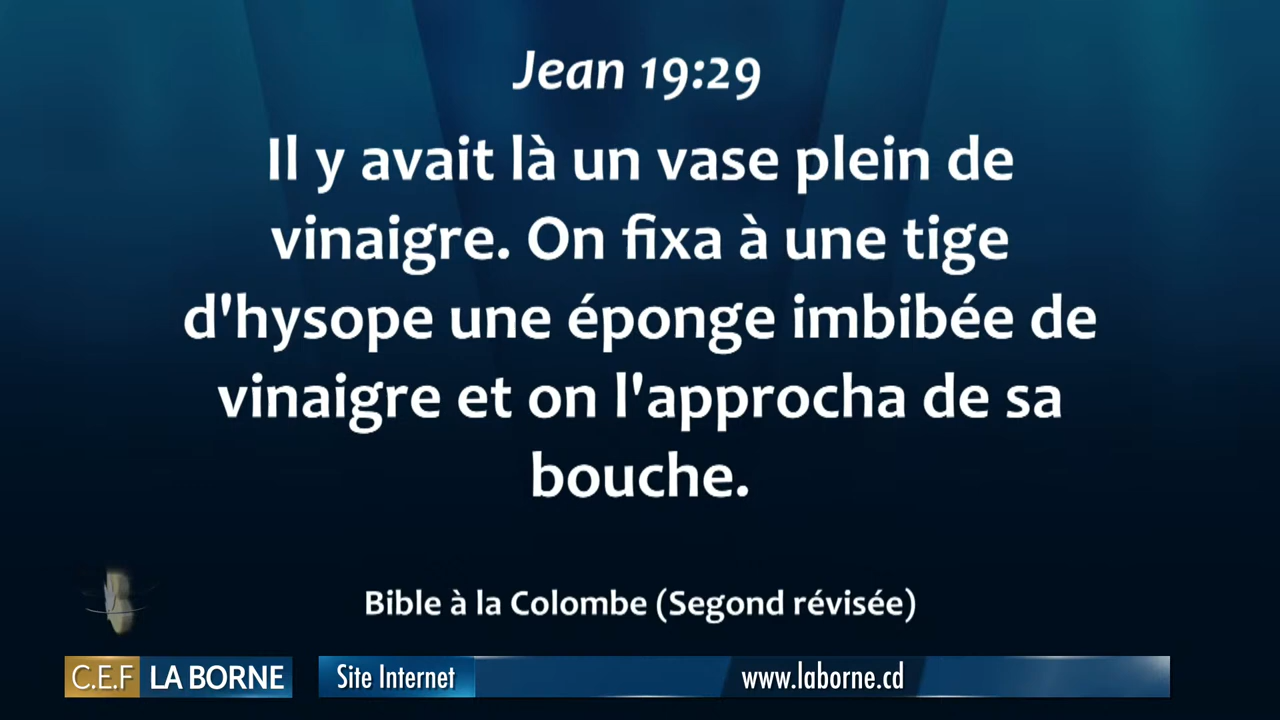 Jean 19:29
Il y avait là un vase plein de
vinaigre. On fixa à une tige
d'hysope une éponge imbibée de
vinaigre et on l'approcha de sa
bouche.
Bible à la Colombe (Segond révisée)
C.E.F LA BORNE Site Internet www.laborne.cd